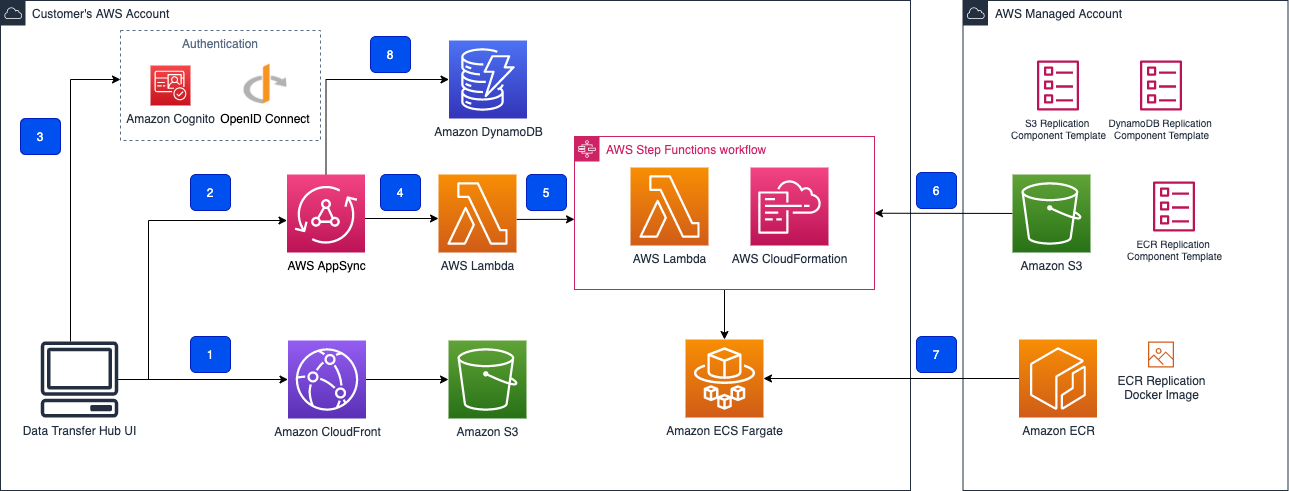 Customer's AWS Account
AWS Managed Account
Authentication
Amazon Cognito
OpenID Connect
8
Amazon DynamoDB
3
2
AWS AppSync
4
AWS Lambda
5
AWS Step Functions workflow
AWS Lambda
AWS CloudFormation
6
S3 Replication
Component Template
DynamoDB Replication
Component Template
Amazon S3
ECR Replication
Component Template
Data Transfer Hub UI
1
Amazon CloudFront
Amazon S3
Amazon ECS Fargate
7
Amazon ECR
ECR Replication
Docker Image